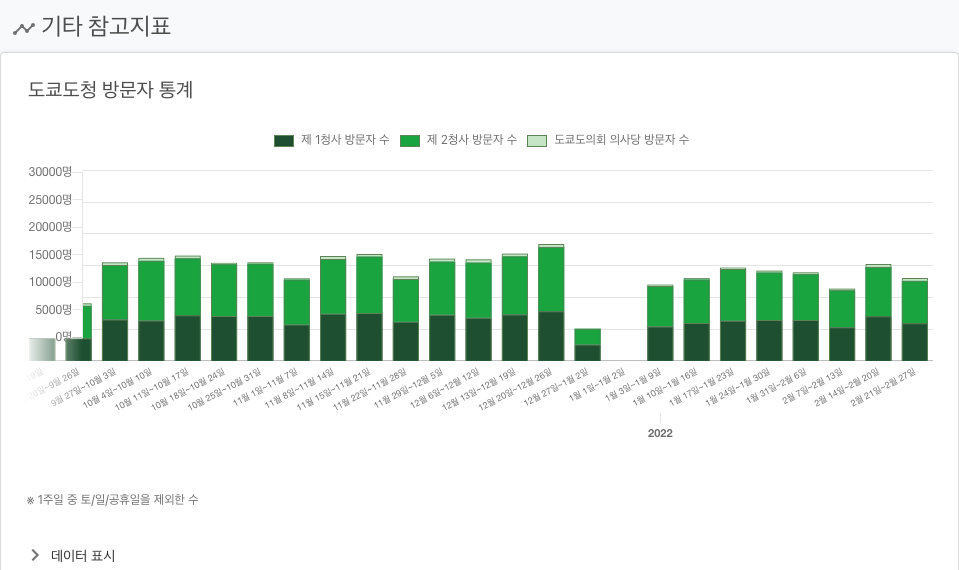 기타 참고지표
도쿄도청 방문자 통계
제 1청사 방문자 수 제 2청사 방문자 수 도쿄도의회 의사당 방문자 수
30000명
25000명
20000명
15000명
10000명
5000명
0명
9월 27일~10월 3일
10월 4일~10월 10일
10월 11일~10월 17일
10월 18일~10월 24일
10월 25일~10월 31일
11월 1일~11월 7일
11월 8일~11월 14일
11월 15일~11월 21일
11월 22일~11월 28일
11월 29일~12월 5일
12월 6일~12월 12일
12월 13일~12월 19일
12월 20일~12월 26일
12월 27일~1월 2일
1월 1일~1월 2일
1월 3일~1월 9일
1월 10일~1월 16일
1월 17일~1월 23일
1월 24일~1월 30일
1월 31일~2월 6일
2월 7일~2월 13일
2월 14일~2월 20일
2월 21일~2월 27일
2022
※ 1주일 중 토/일/공휴일을 제외한 수
데이터 표시